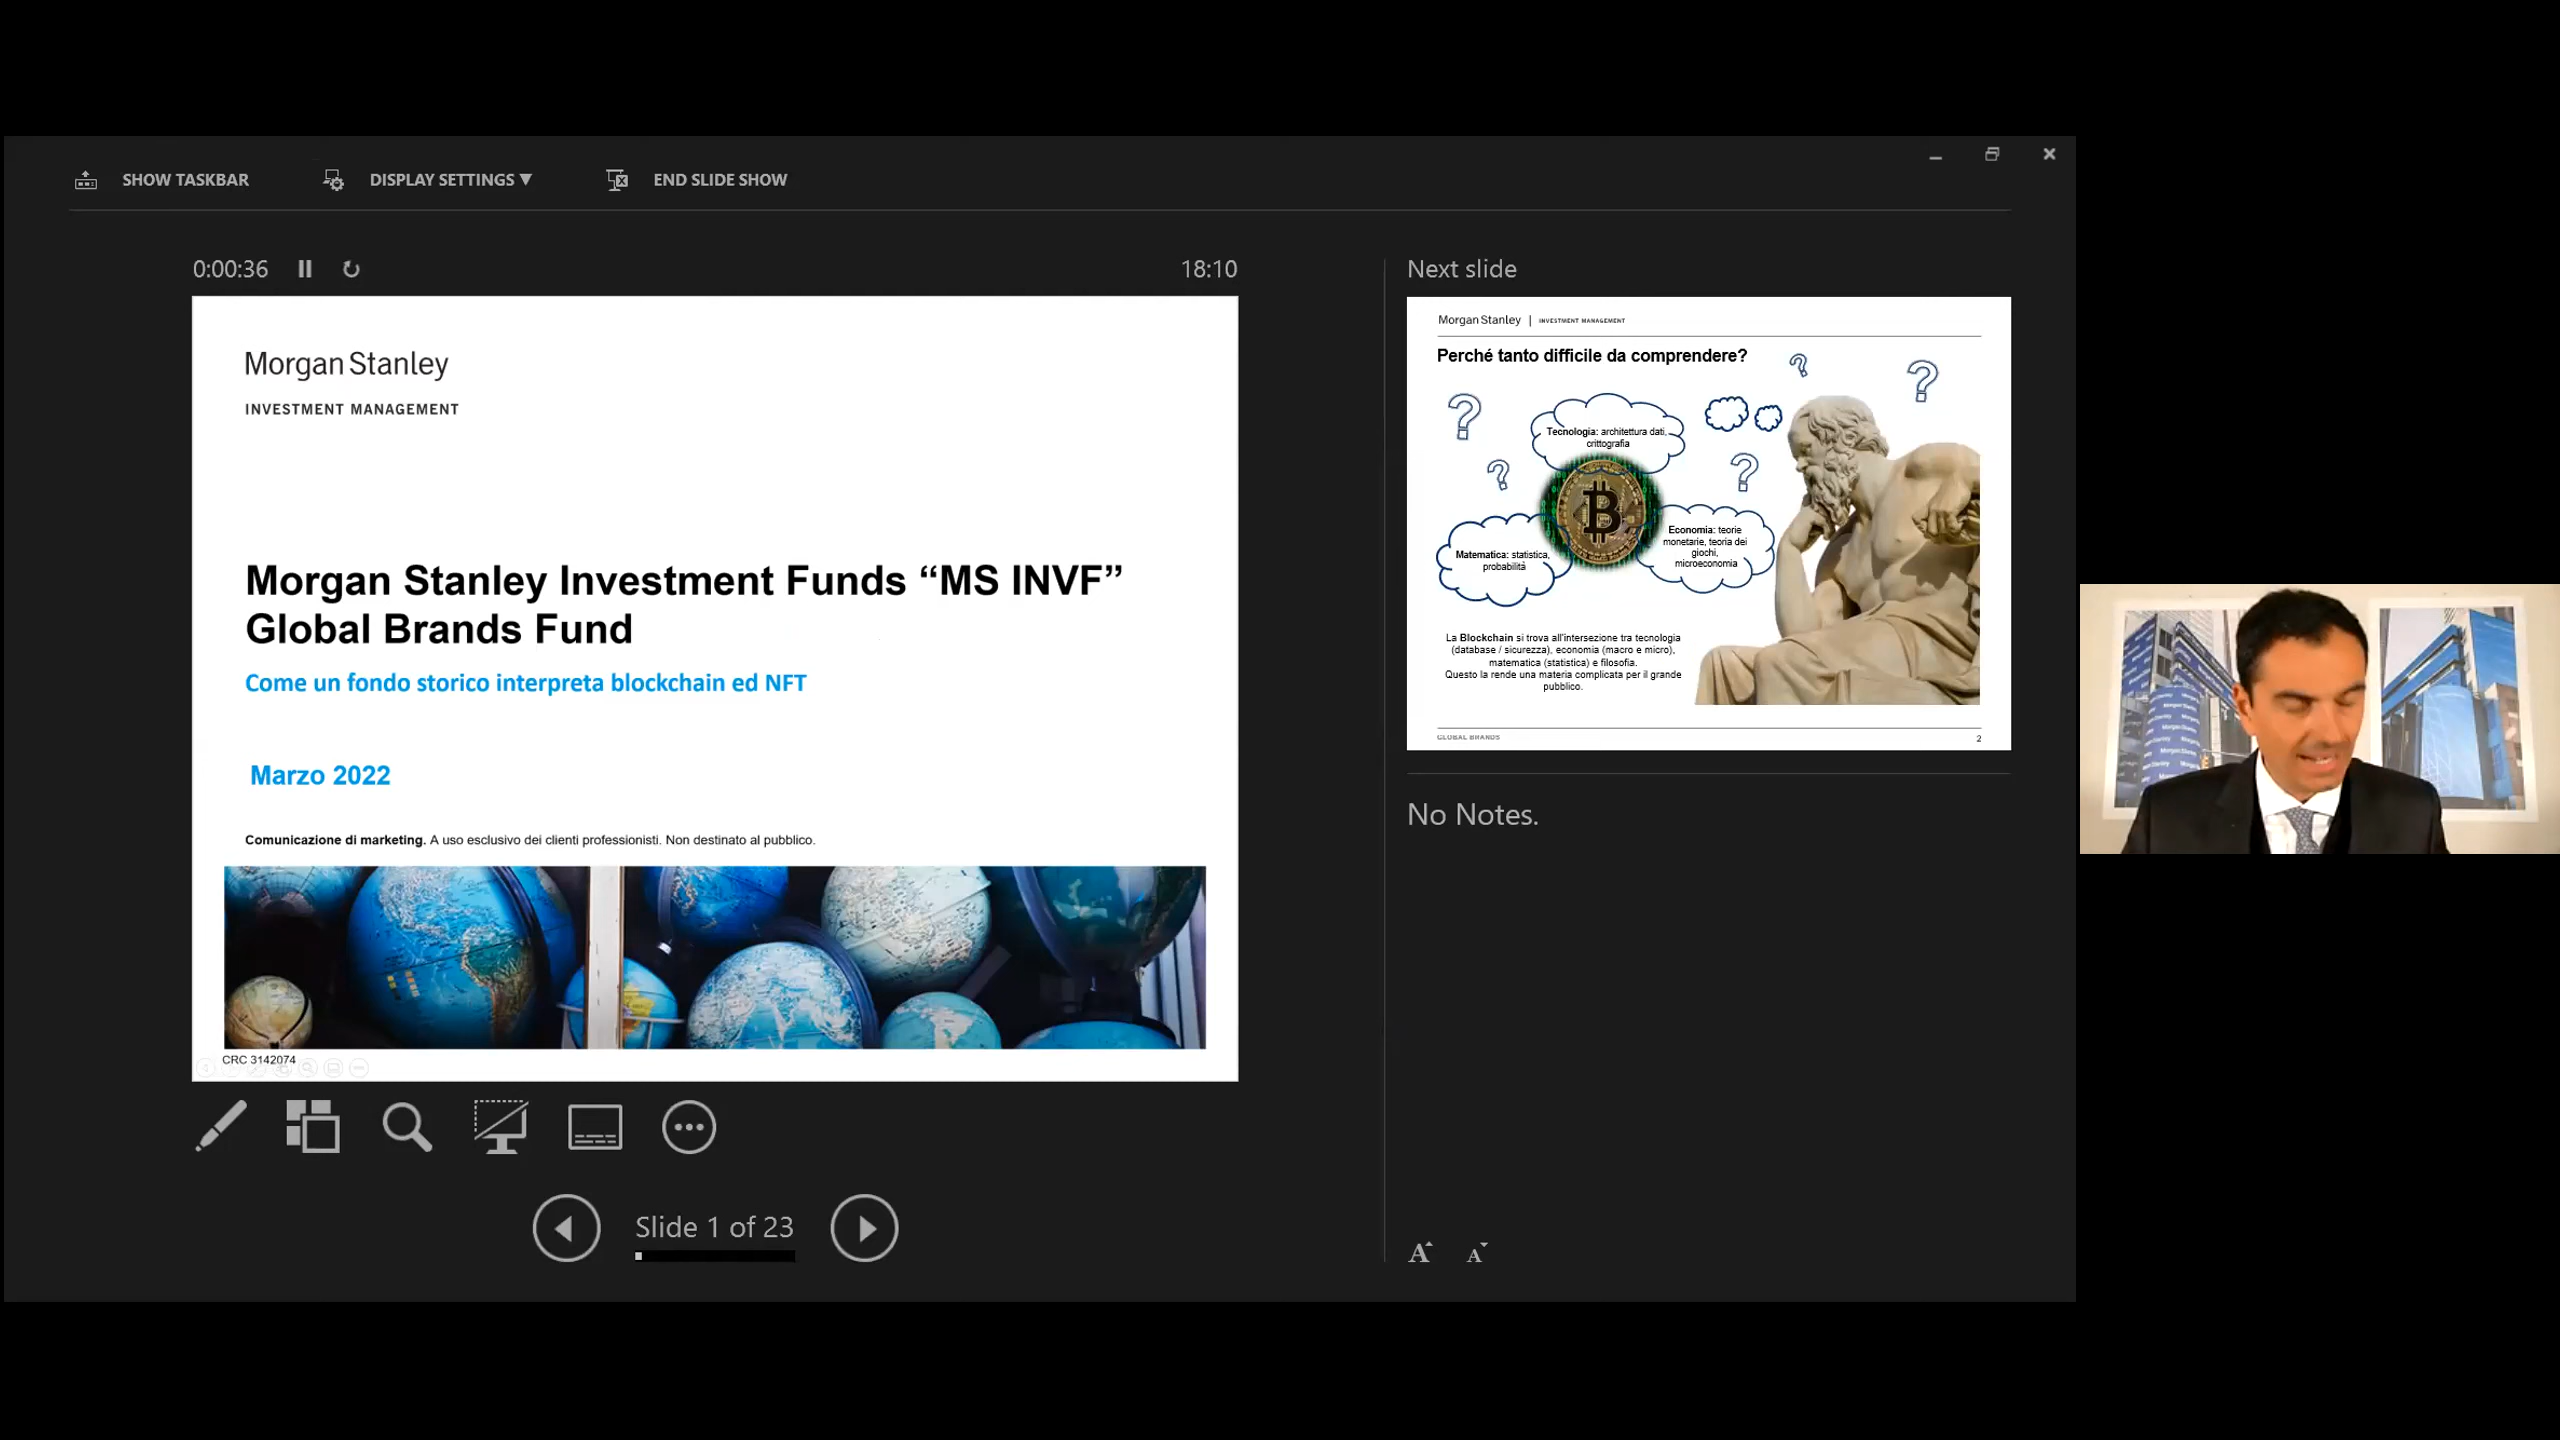 SHOW TASKBAR
DISPLAY SETTINGS ▼
END SLIDE SHOW
0:00:36
18:10
Morgan Stanley
INVESTMENT MANAGEMENT
Morgan Stanley Investment Funds “MS INVF”
Global Brands Fund
Come un fondo storico interpreta blockchain ed NFT
Marzo 2022
Comunicazione di marketing. A uso esclusivo dei clienti professionisti. Non destinato al pubblico.
CRC 3142074
Slide 1 of 23
Next slide
Morgan Stanley | INVESTMENT MANAGEMENT
Perché tanto difficile da comprendere?
Tecnologia: architettura dati,
crittografia
Matematica: statistica,
probabilità
Economia: teorie
monetarie, teoria dei
giochi,
microeconomia
La Blockchain si trova all'intersezione tra tecnologia
(database / sicurezza), economia (macro e micro),
matematica (statistica) e filosofia.
Questo la rende una materia complicata per il grande
pubblico.
GLOBAL BRANDS
2
No Notes.
A A